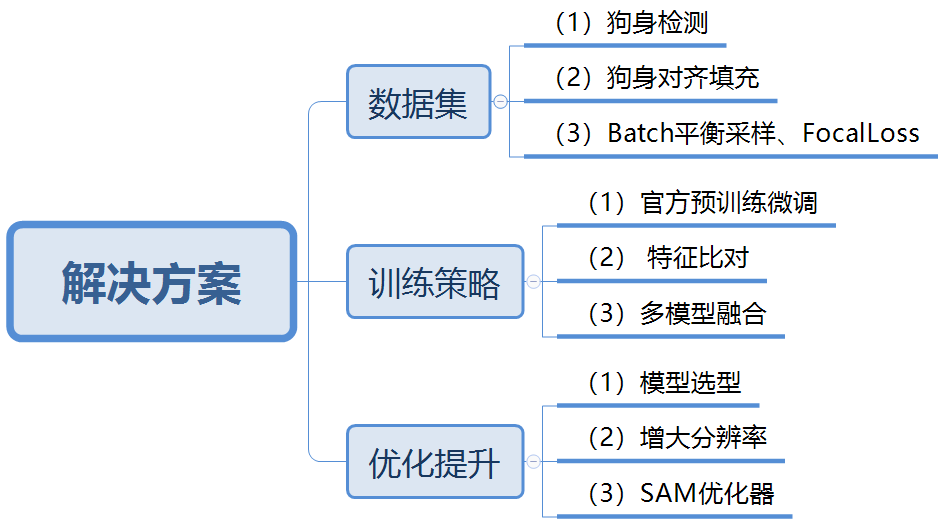 解决方案
数据集
（1）狗身检测
（2）狗身对齐填充
（3）Batch平衡采样、FocalLoss
训练策略
（1）官方预训练微调
（2） 特征比对
（3）多模型融合
优化提升
（1）模型选型
（2）增大分辨率
（3）SAM优化器